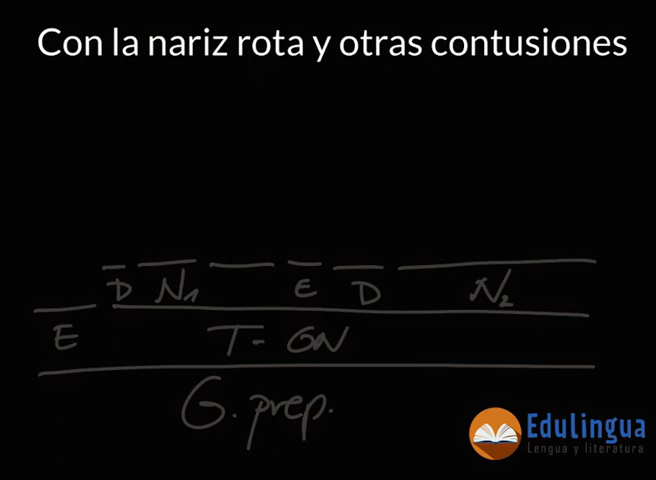 Con la nariz rota y otras contusiones
D N1 E D N2
E T- GN
G. prep.
Edulingua
Lengua y literatura